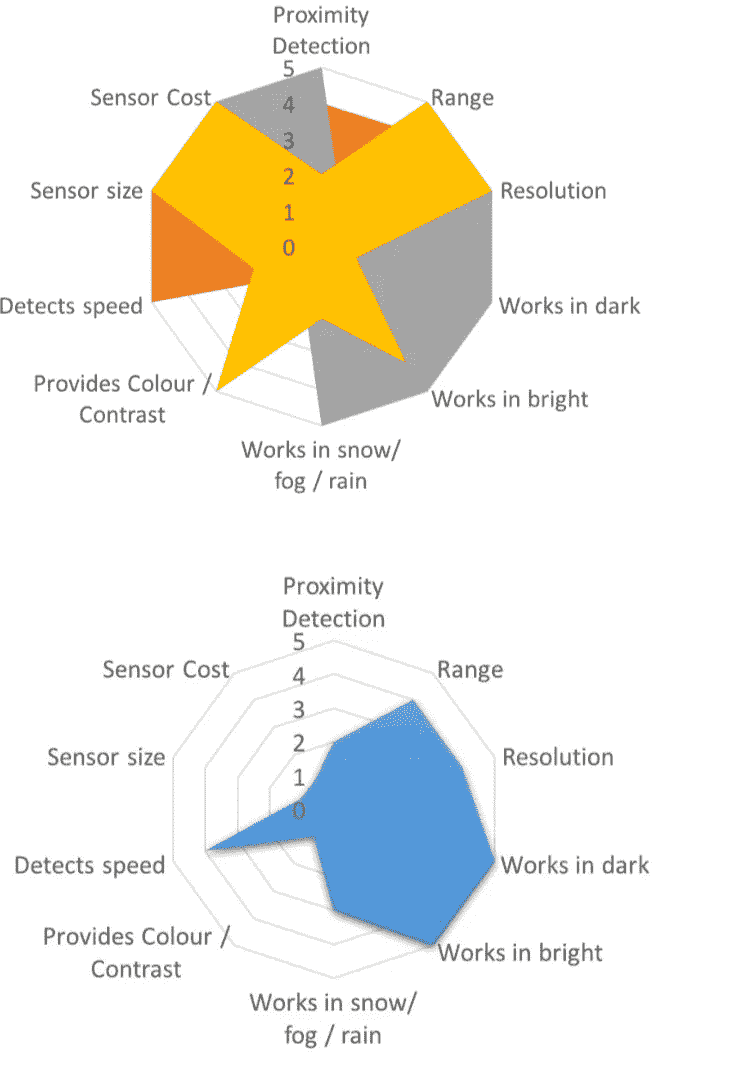 Proximity
Detection
5
Sensor Cost
Range
4
3
2
Sensor size
Resolution
1
0
Detects speed
Works in dark
Provides Colour /
Contrast
Works in bright
Works in snow/
fog / rain
Proximity
Detection
5
Sensor Cost
Range
4
3
2
Sensor size
Resolution
1
0
Detects speed
Works in dark
Provides Colour /
Contrast
Works in bright
Works in snow/
fog / rain